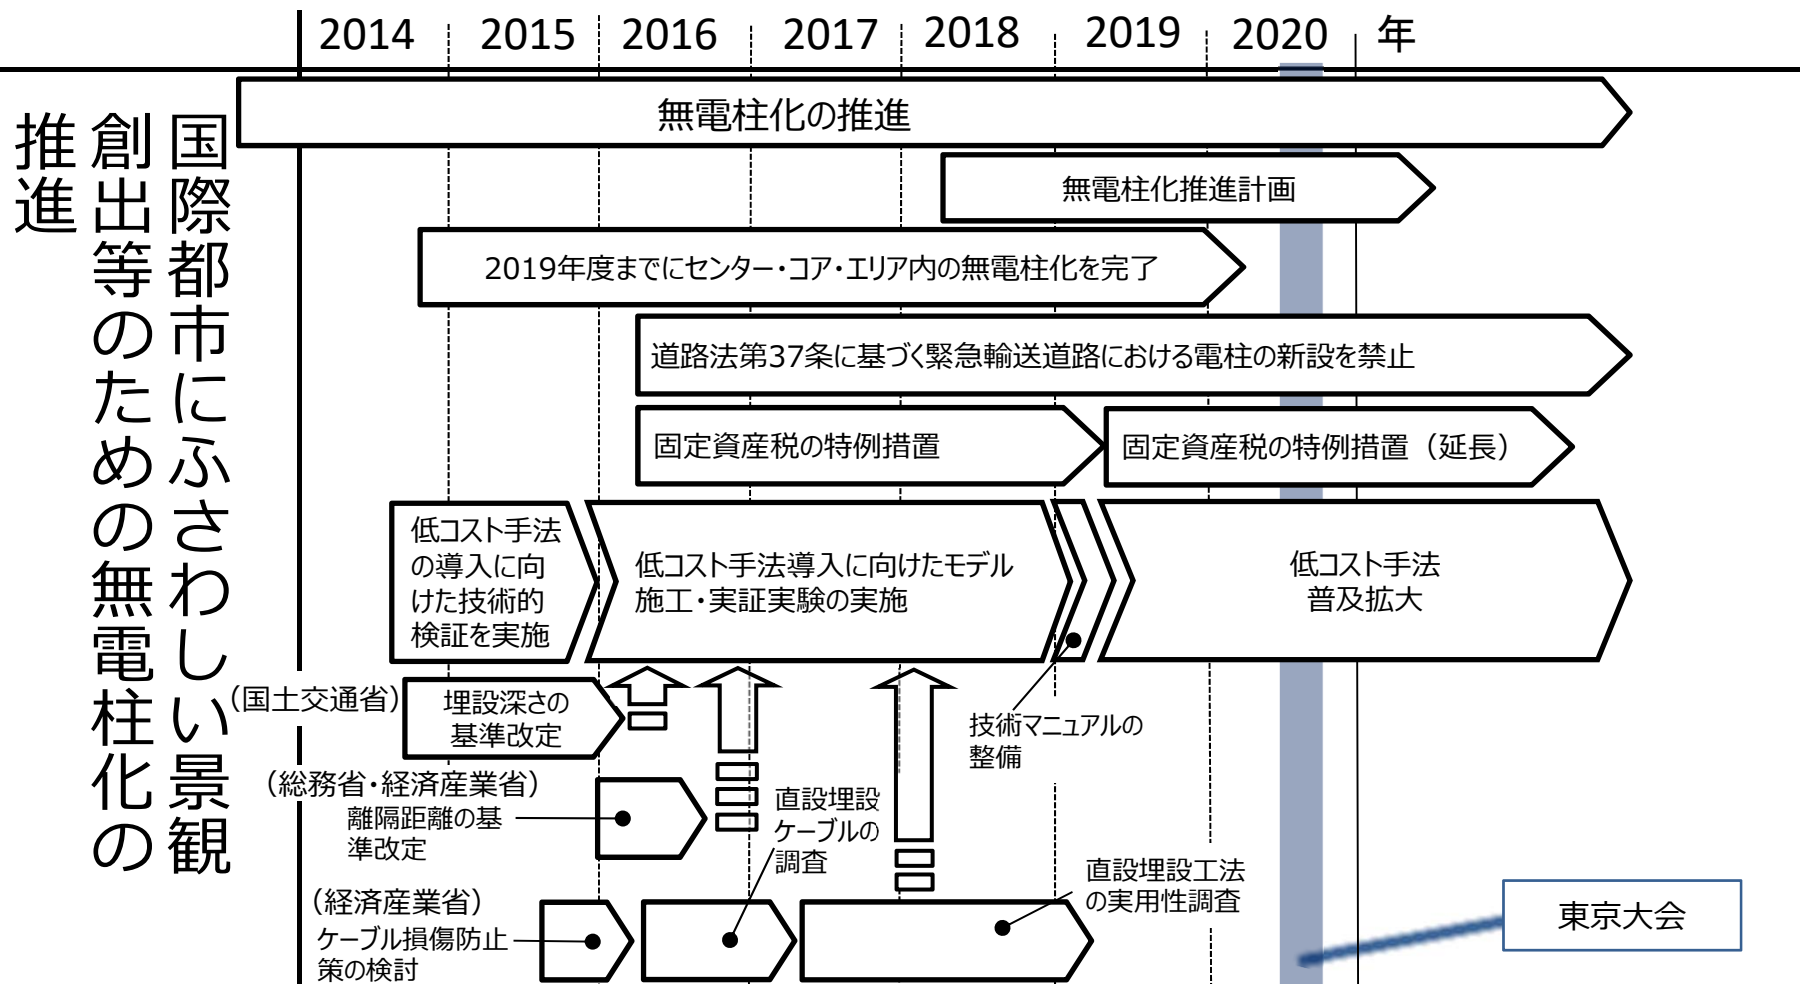 2014 2015 2016 2017 2018 2019 2020 年
国際都市にふさわしい景観
創出等のための無電柱化の
推進
無電柱化の推進
無電柱化推進計画
2019年度までにセンター・コア・エリア内の無電柱化を完了
道路法第37条に基づく緊急輸送道路における電柱の新設を禁止
固定資産税の特例措置
固定資産税の特例措置（延長）
低コスト手法
の導入に向
けた技術的
検証を実施
低コスト手法導入に向けたモデル
施工・実証実験の実施
低コスト手法
普及拡大
技術マニュアルの
整備
（国土交通省）
埋設深さの
基準改定
（総務省・経済産業省）
離隔距離の基
準改定
直設埋設
ケーブルの
調査
直設埋設工法
の実用性調査
（経済産業省）
ケーブル損傷防止
策の検討
東京大会